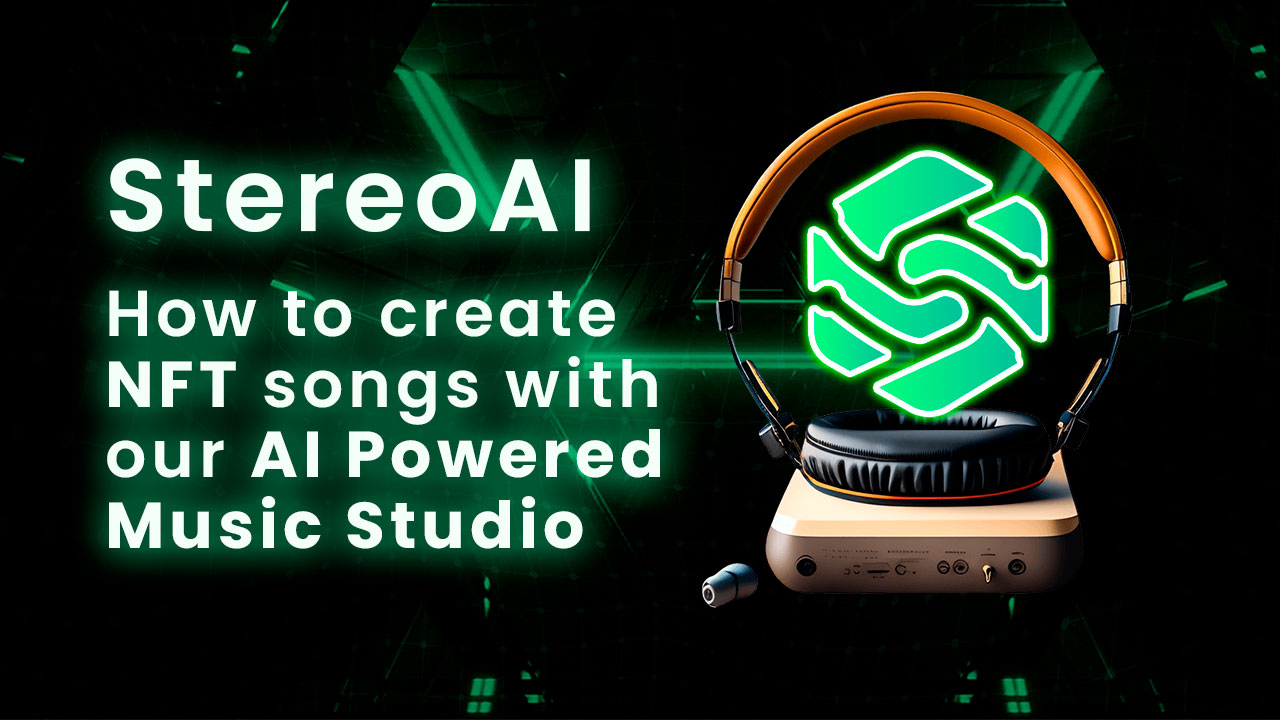 StereoAI
How to create
NFT songs with
our AI Powered
Music Studio